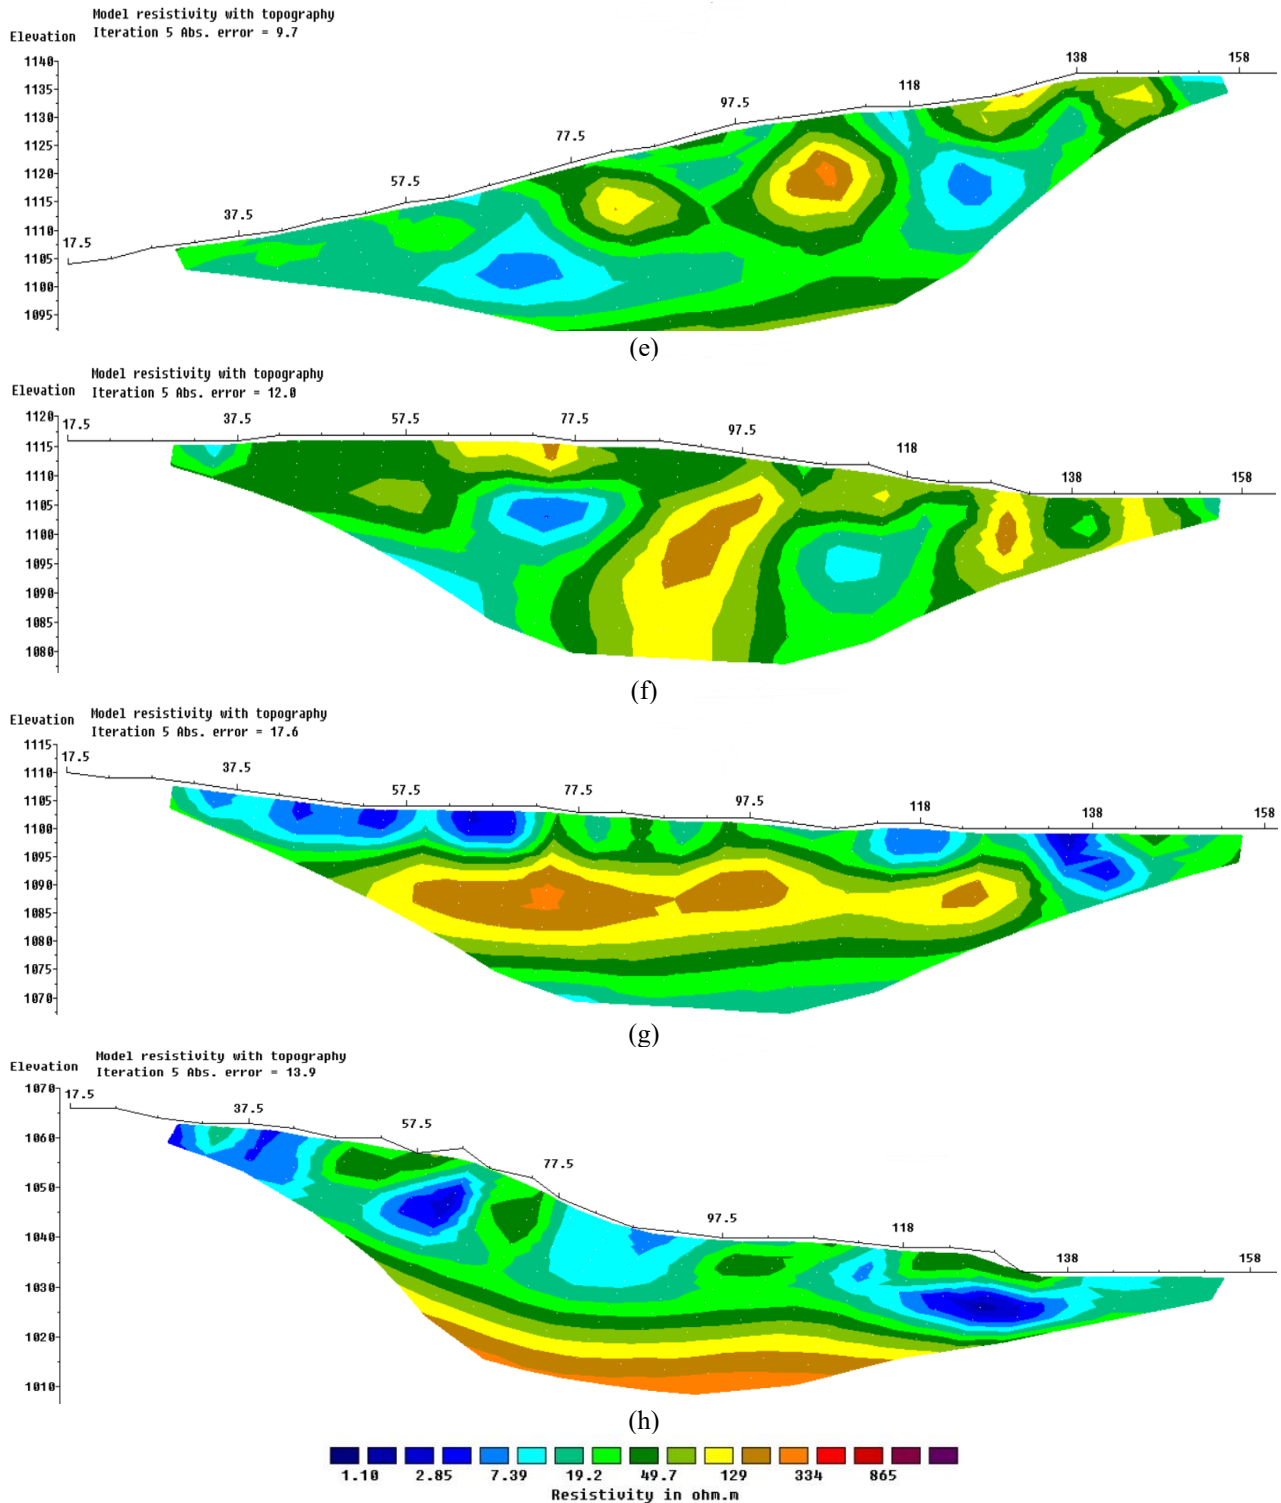 Model resistivity with topography
Elevation Iteration 5 Abs. error = 9.7
1140
1135
1130
1125
1120
1115
1110
1105
1100
1095
17.5 37.5 57.5 77.5 97.5 118 138 158
(e)
Model resistivity with topography
Elevation Iteration 5 Abs. error = 12.0
1120
1115
1110
1105
1100
1095
1090
1085
1080
17.5 37.5 57.5 77.5 97.5 118 138 158
(f)
Model resistivity with topography
Elevation Iteration 5 Abs. error = 17.6
1115
1110
1105
1100
1095
1090
1085
1080
1075
1070
17.5 37.5 57.5 77.5 97.5 118 138 158
(g)
Model resistivity with topography
Elevation Iteration 5 Abs. error = 13.9
1070
1060
1050
1040
1030
1020
1010
17.5 37.5 57.5 77.5 97.5 118 138 158
(h)
1.10 2.85 7.39 19.2 49.7 129 334 865
Resistivity in ohm.m